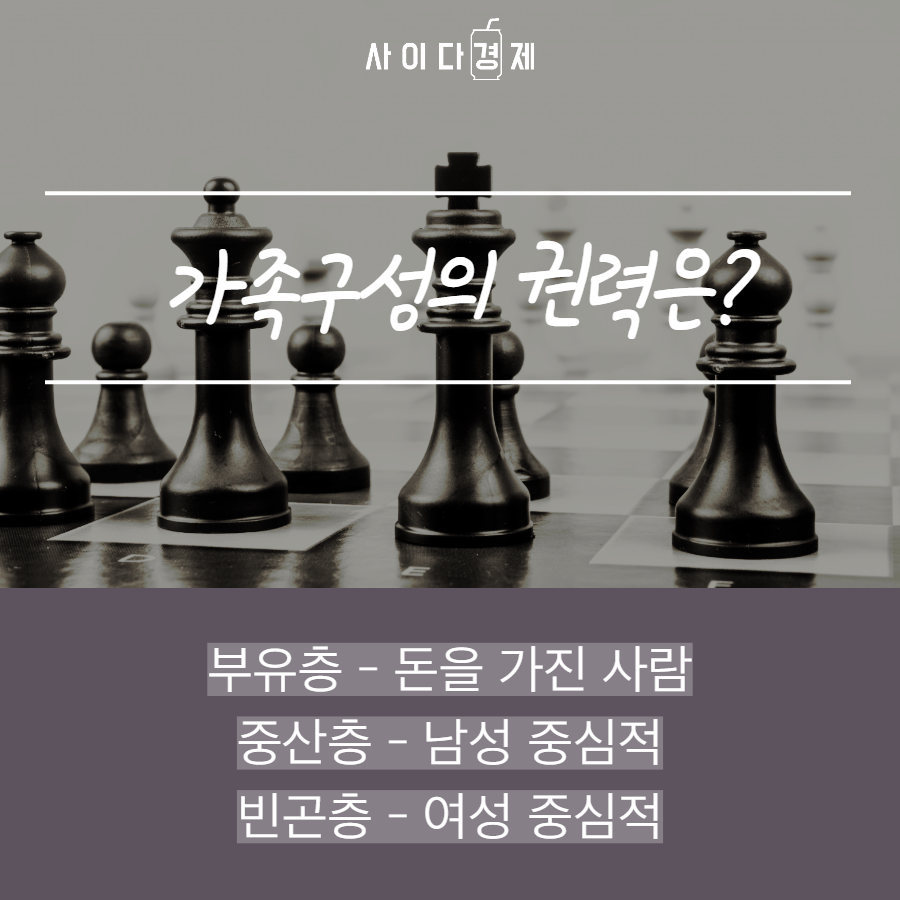 사이다경제
가족구성의 권력은?
D
E
F
부유층 - 돈을 가진 사람
중산층 - 남성 중심적
빈곤층 - 여성 중심적